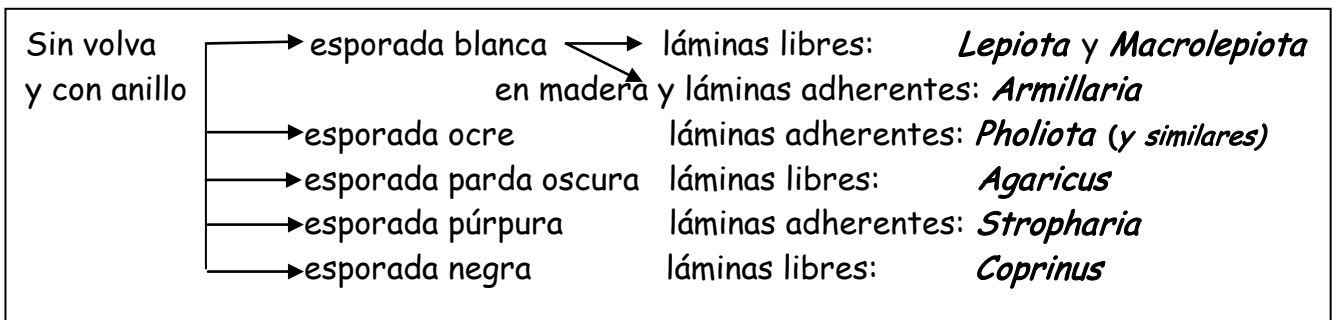 Sin volva esporada blanca láminas libres: Lepiota y Macrolepiota
y con anillo en madera y láminas adherentes: Armillaria
esporada ocre láminas adherentes: Pholiota (y similares)
esporada parda oscura láminas libres: Agaricus
esporada púrpura láminas adherentes: Stropharia
esporada negra láminas libres: Coprinus